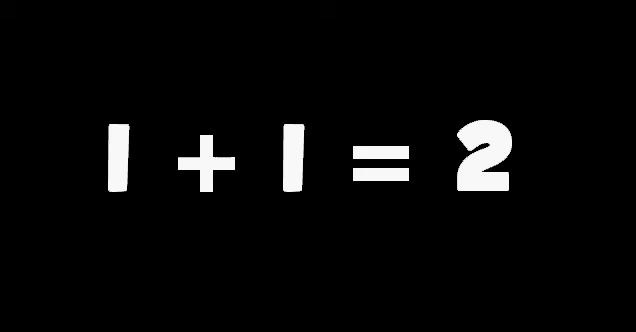 1 + 1 = 2